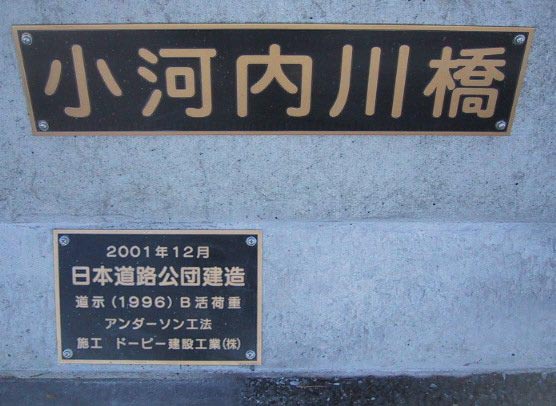 小河内川橋
2001年12月
日本道路公団建造
道示(1996)B活荷重
アンダーソン工法
施工 ドーピー建設工業(株)